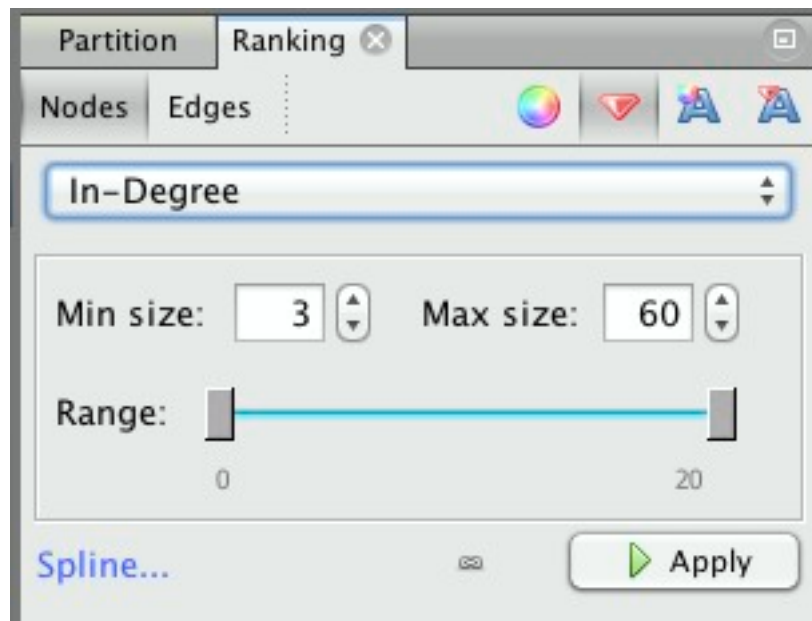 Partition Ranking
Nodes Edges
In-Degree
Min size: 3 Max size: 60
Range:
0 20
Spline... Apply